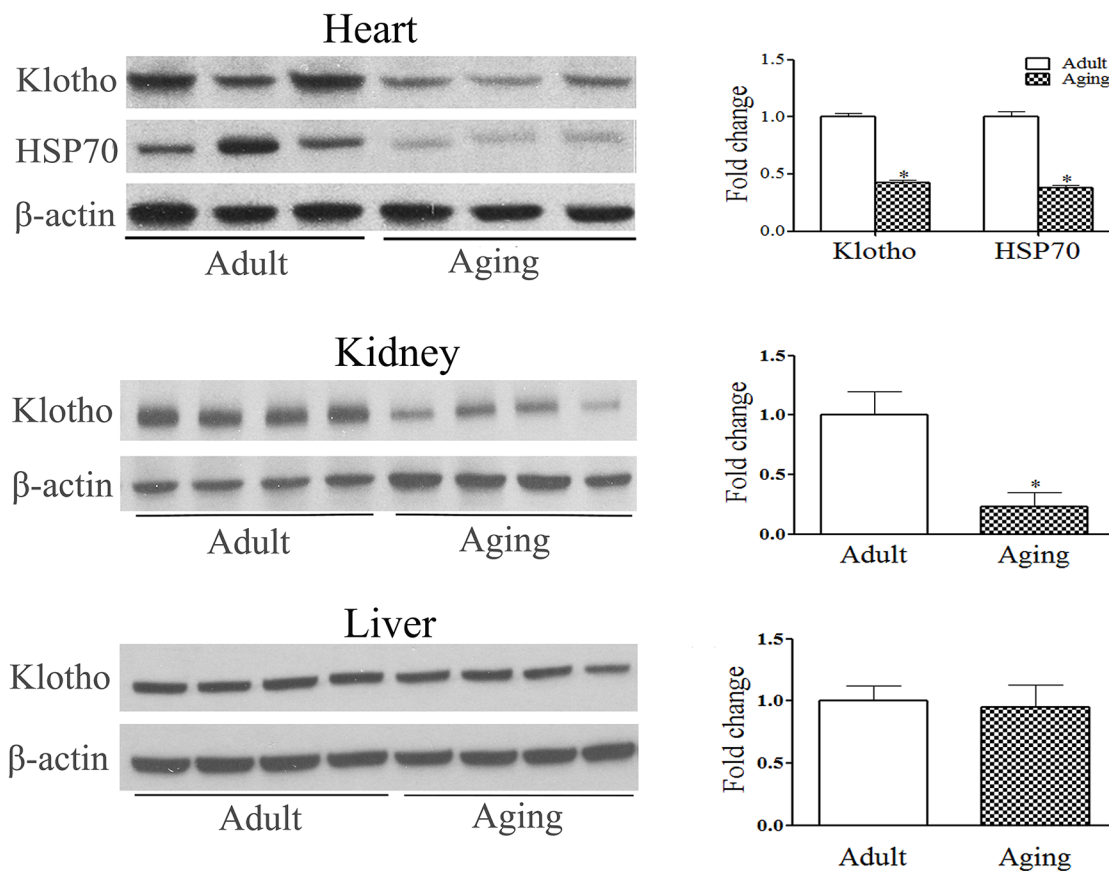 Heart
Klotho
HSP70
β-actin
Adult Aging
1.5
1.0
0.5
0.0
Fold change
Adult
Aging
*
*
Klotho HSP70
Kidney
Klotho
β-actin
Adult Aging
1.5
1.0
0.5
0.0
Fold change
*
Adult Aging
Liver
Klotho
β-actin
Adult Aging
1.5
1.0
0.5
0.0
Fold change
Adult Aging